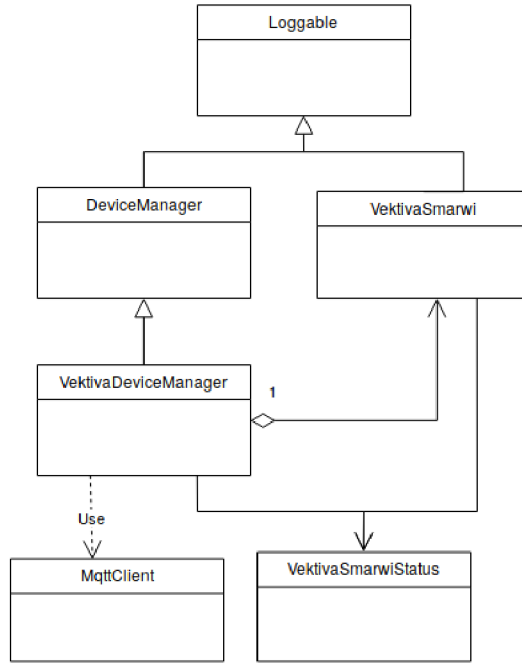 Loggable
DeviceManager
VektivaSmarwi
VektivaDeviceManager
1
Use
MqttClient
VektivaSmarwiStatus